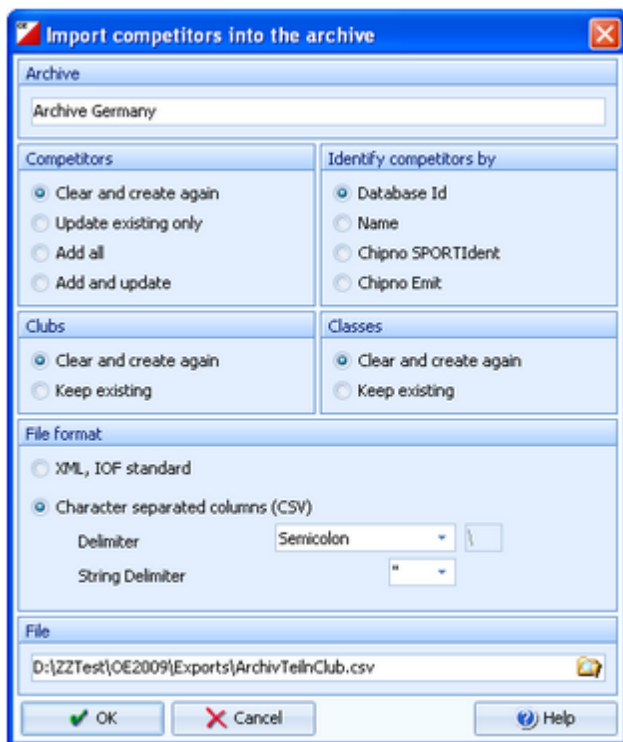 OE Import competitors into the archive
Archive
Archive Germany
Competitors
Clear and create again
Update existing only
Add all
Add and update
Identify competitors by
Database Id
Name
Chipno SPORTIdent
Chipno Emit
Clubs
Clear and create again
Keep existing
Classes
Clear and create again
Keep existing
File format
XML, IOF standard
Character separated columns (CSV)
Delimiter Semicolon \
String Delimiter "
File
D:\ZZTest\OE2009\Exports\ArchivTeilnClub.csv
OK Cancel Help